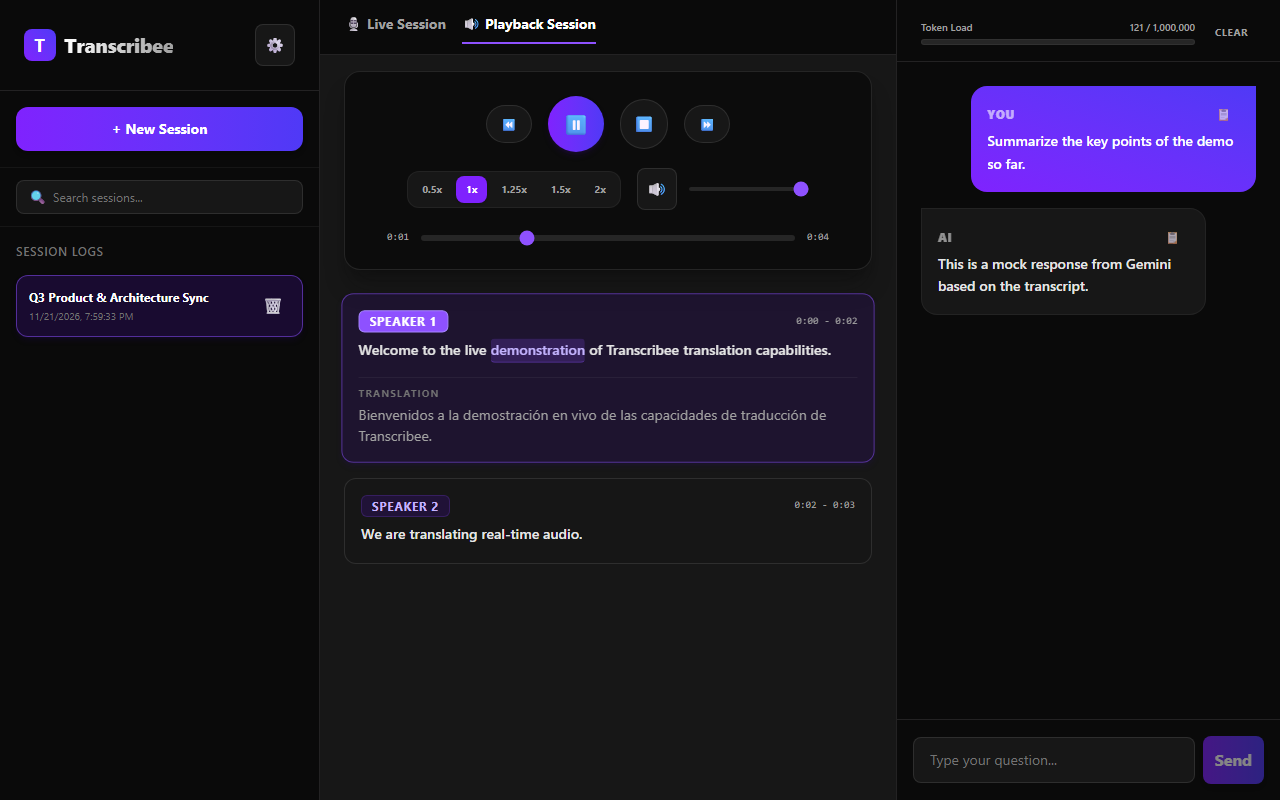 T Transcribee
+ New Session
Search sessions...
SESSION LOGS
Q3 Product & Architecture Sync
11/21/2026, 7:59:33 PM
Live Session
Playback Session
0.5x 1x 1.25x 1.5x 2x
0:01 0:04
SPEAKER 1 0:00 - 0:02
Welcome to the live demonstration of Transcribee translation capabilities.
TRANSLATION
Bienvenidos a la demostración en vivo de las capacidades de traducción de
Transcribee.
SPEAKER 2 0:02 - 0:03
We are translating real-time audio.
Token Load 121 / 1,000,000 CLEAR
YOU
Summarize the key points of the demo
so far.
AI
This is a mock response from Gemini
based on the transcript.
Type your question... Send